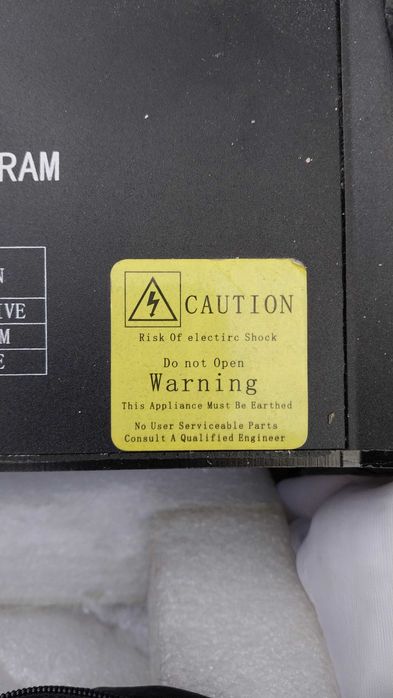 RAM
N
IVE
M
E
CAUTION
Risk Of electirc Shock
Do not Open
Warning
This Appliance Must Be Earthed
No User Serviceable Parts
Consult A Qualified Engineer